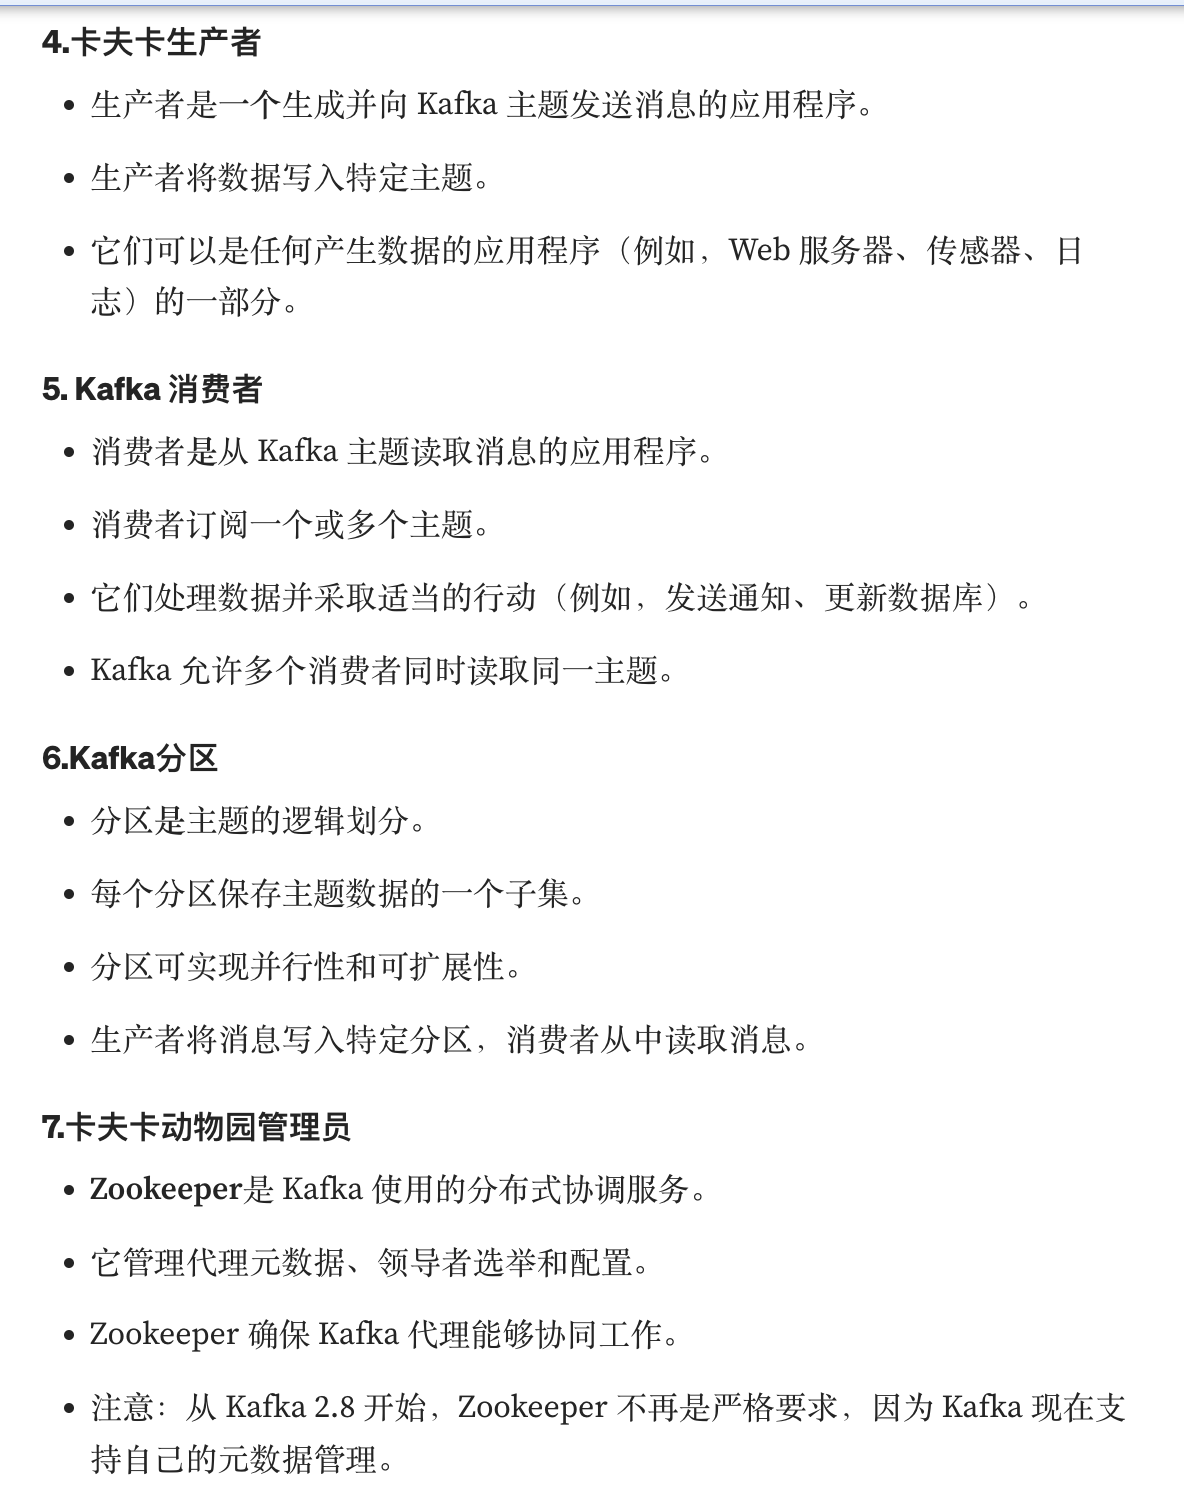 4.卡夫卡生产者
• 生产者是一个生成并向 Kafka 主题发送消息的应用程序。
• 生产者将数据写入特定主题。
• 它们可以是任何产生数据的应用程序（例如，Web 服务器、传感器、日
志）的一部分。
5. Kafka 消费者
• 消费者是从 Kafka 主题读取消息的应用程序。
• 消费者订阅一个或多个主题。
• 它们处理数据并采取适当的行动（例如，发送通知、更新数据库）。
• Kafka 允许多个消费者同时读取同一主题。
6.Kafka分区
• 分区是主题的逻辑划分。
• 每个分区保存主题数据的一个子集。
• 分区可实现并行性和可扩展性。
• 生产者将消息写入特定分区，消费者从中读取消息。
7.卡夫卡动物园管理员
• Zookeeper是 Kafka 使用的分布式协调服务。
• 它管理代理元数据、领导者选举和配置。
• Zookeeper 确保 Kafka 代理能够协同工作。
• 注意：从 Kafka 2.8 开始，Zookeeper 不再是严格要求，因为 Kafka 现在支
持自己的元数据管理。